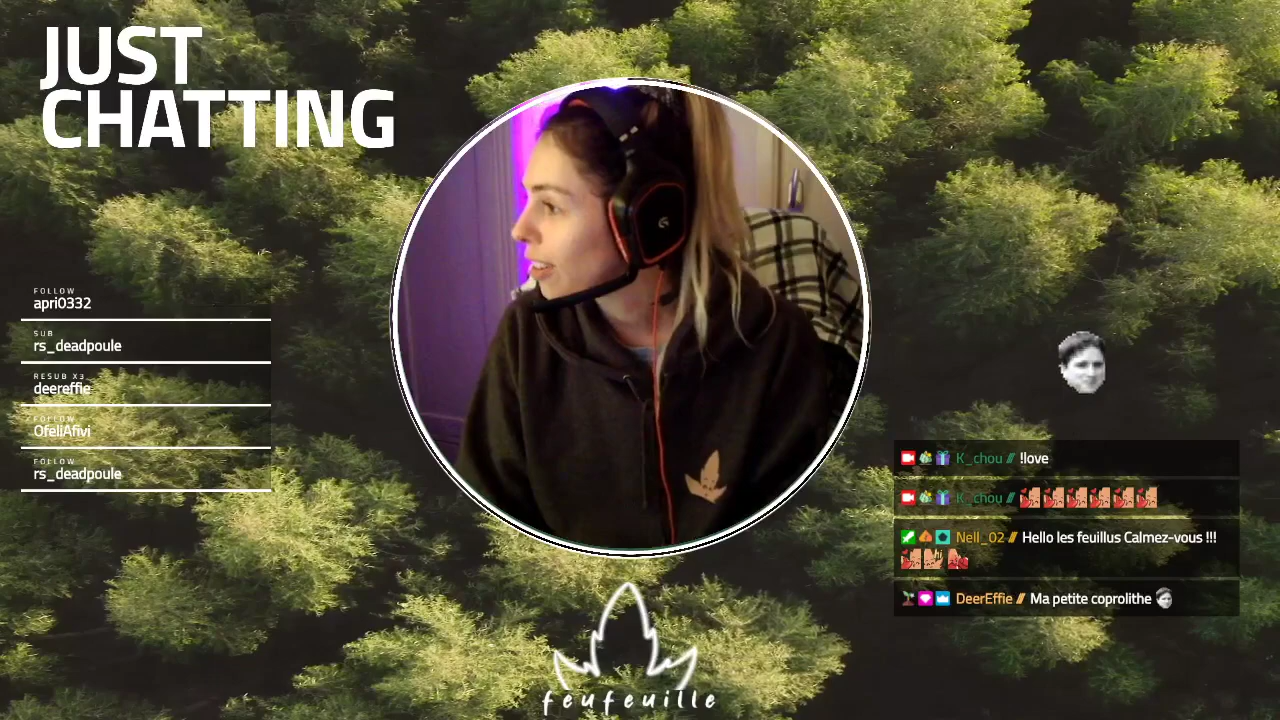 JUST
CHATTING
FOLLOW
apri0332
SUB
rs_deadpoule
RESUB X3
deereffie
FOLLOW
OfeliAfivi
FOLLOW
rs_deadpoule
K_chou // !love
K_chou //
Nell_02 // Hello les feuillus Calmez-vous !!!
DeerEffie // Ma petite coprolithe
feufeuille